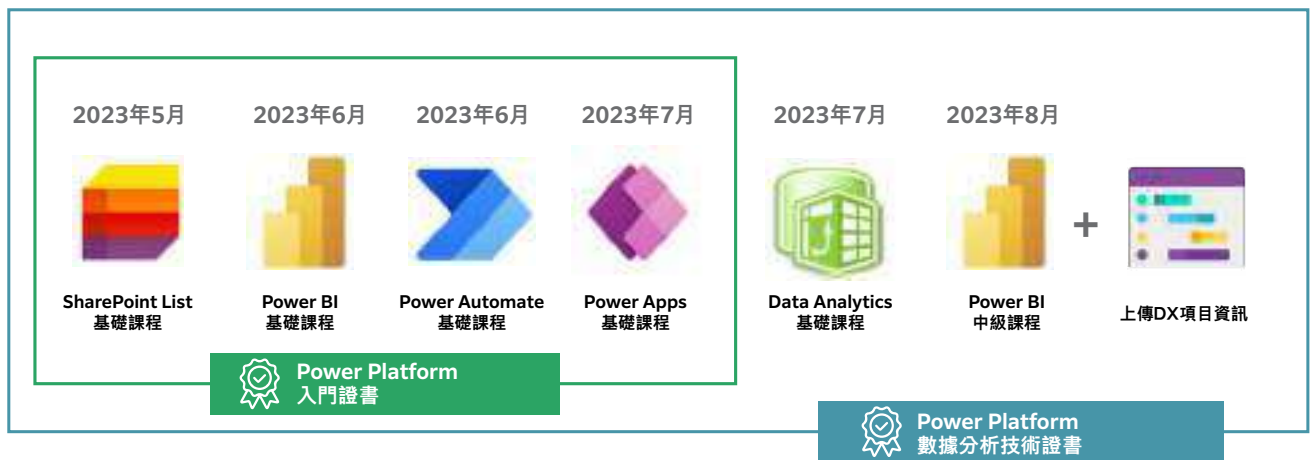 2023年5月
2023年6月
2023年6月
2023年7月
2023年7月
2023年8月
+
SharePoint List
基礎課程
Power BI
基礎課程
Power Automate
基礎課程
Power Apps
基礎課程
Data Analytics
基礎課程
Power BI
中級課程
上傳DX項目資訊
Power Platform
入門證書
Power Platform
數據分析技術證書